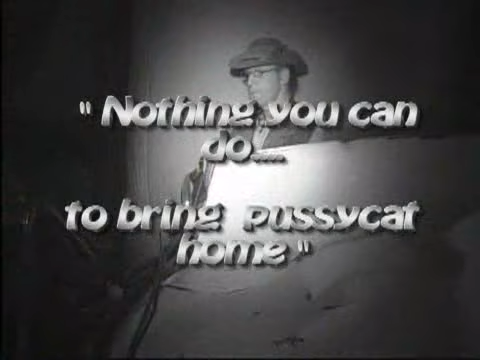 " Nothing you can
do.....
to bring pussycat
home "